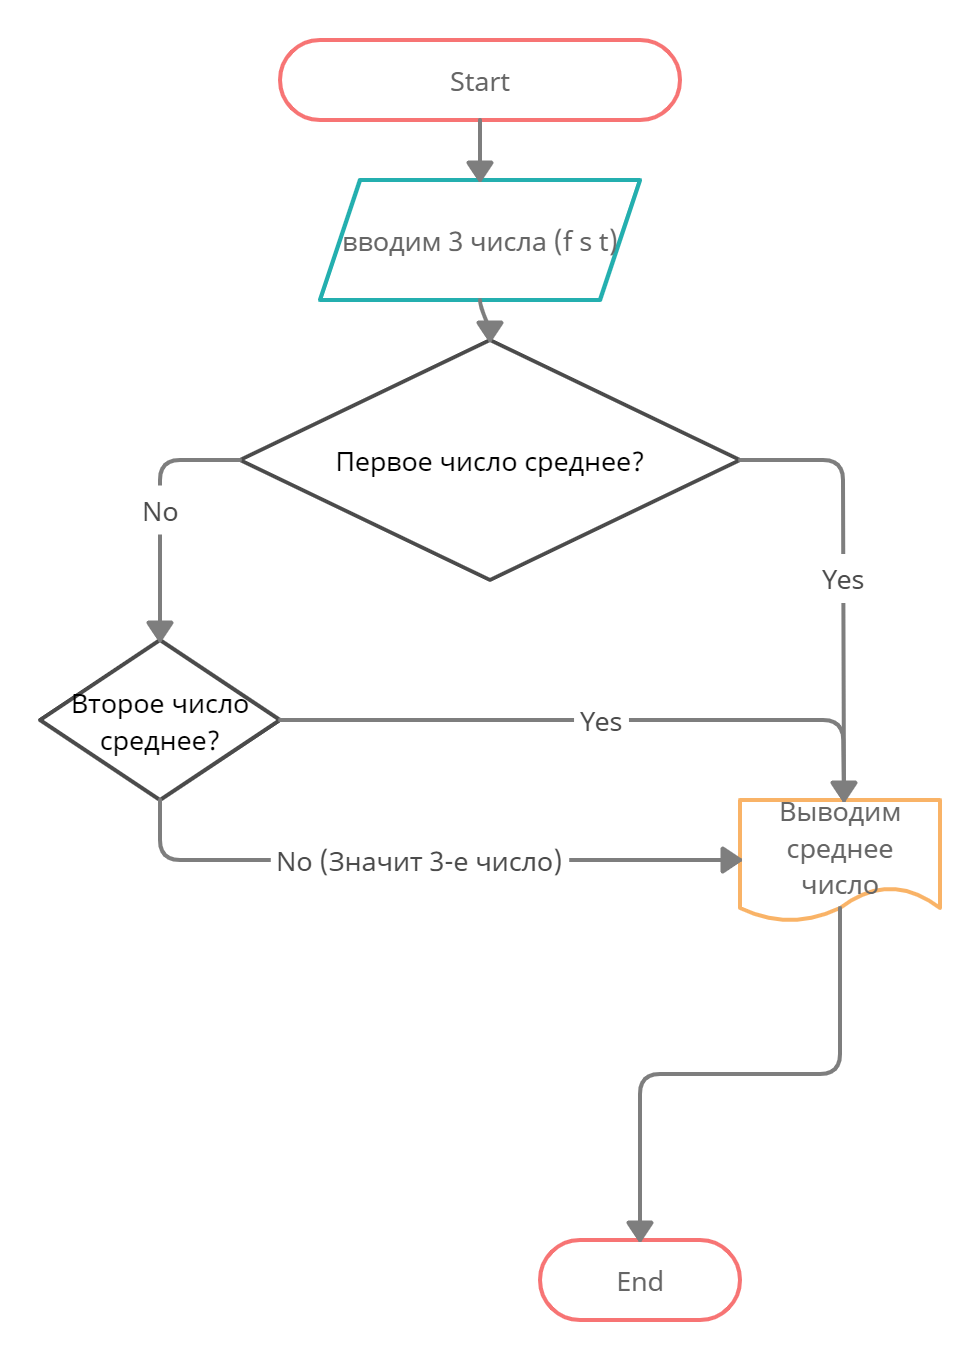 Start
вводим 3 числа (f s t)
Первое число среднее?
No
Yes
Второе число
среднее?
Yes
Выводим
среднее
число
No (Значит 3-е число)
End